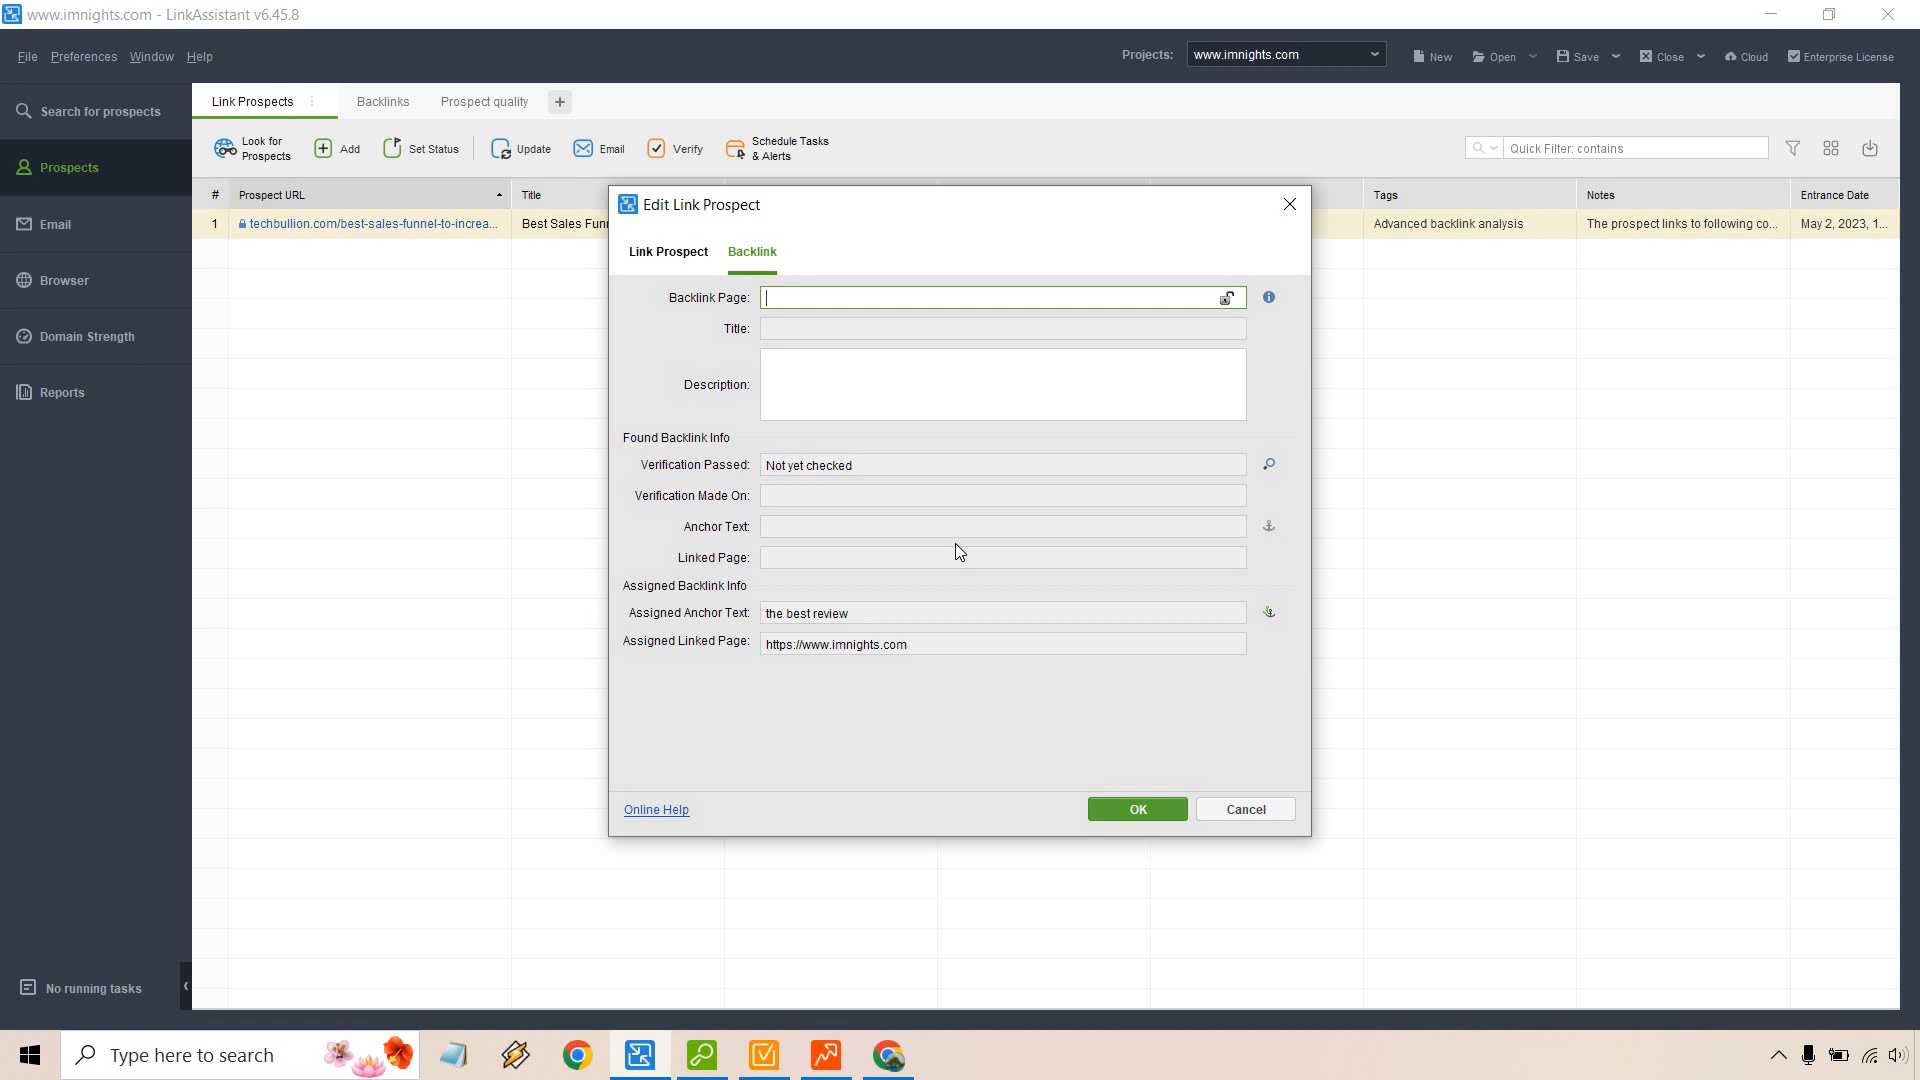 www.imnights.com - LinkAssistant v6.45.8
File Preferences Window Help
Projects: www.imnights.com New Open Save Close Cloud Enterprise License
Search for prospects
Prospects
Email
Browser
Domain Strength
Reports
No running tasks
Link Prospects Backlinks Prospect quality +
Look for
Prospects
Add
Set Status
Update
Email
Verify
Schedule Tasks
& Alerts
Quick Filter: contains
# Prospect URL Title Tags Notes Entrance Date
1 techbullion.com/best-sales-funnel-to-increa... Best Sales Fun Advanced backlink analysis The prospect links to following co... May 2, 2023, 1...
Edit Link Prospect
Link Prospect Backlink
Backlink Page:
Title:
Description:
Found Backlink Info
Verification Passed: Not yet checked
Verification Made On:
Anchor Text:
Linked Page:
Assigned Backlink Info
Assigned Anchor Text: the best review
Assigned Linked Page: https://www.imnights.com
Online Help OK Cancel
Type here to search